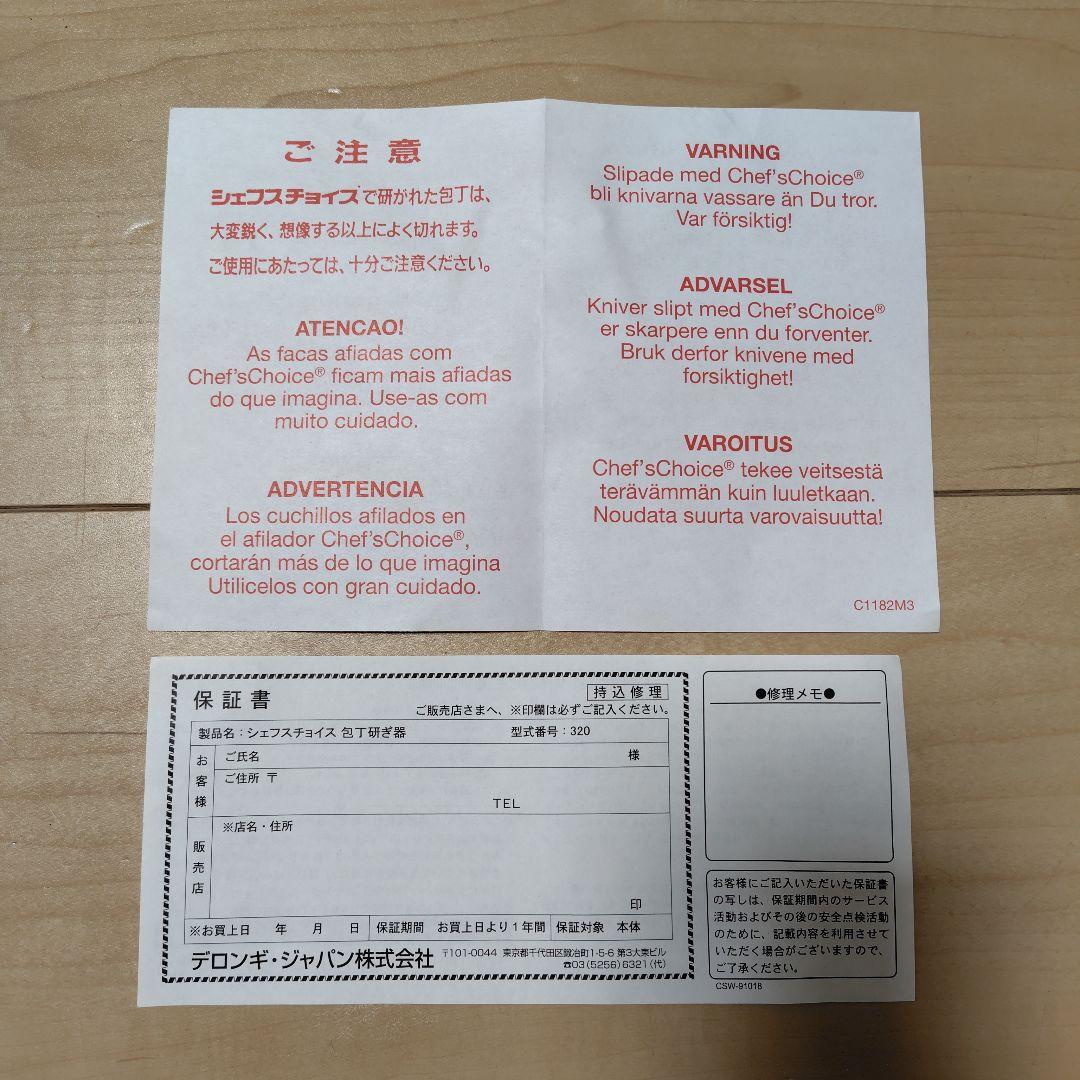 ご注意
シェフスチョイスで研がれた包丁は、
大変鋭く、想像する以上によく切れます。
ご使用にあたっては、十分ご注意ください。
ATENCAO!
As facas afiadas com
Chef'sChoice® ficam mais afiadas
do que imagina. Use-as com
muito cuidado.
ADVERTENCIA
Los cuchillos afilados en
el afilador Chef'sChoice®,
cortarán más de lo que imagina
Utilicelos con gran cuidado.
VARNING
Slipade med Chef'sChoice®
bli knivarna vassare än Du tror.
Var försiktig!
ADVARSEL
Kniver slipt med Chef'sChoice®
er skarpere enn du forventer.
Bruk derfor knivene med
forsiktighet!
VAROITUS
Chef'sChoice® tekee veitsestä
terävämmän kuin luuletkaan.
Noudata suurta varovaisuutta!
C1182M3
保証書
持込修理
ご販売店さまへ、※印欄は必ずご記入ください。
製品名：シェフスチョイス 包丁研ぎ器 型式番号：320
お客様
ご氏名 様
ご住所 〒
TEL
販売店
※店名・住所
印
※お買上日 年 月 日 保証期間 お買上日より1年間 保証対象 本体
デロンギ・ジャパン株式会社
〒101-0044 東京都千代田区鍛冶町1-5-6 第3大東ビル
☎03(5256)6321(代)
●修理メモ●
お客様にご記入いただいた保証書
の写しは、保証期間内のサービス
活動およびその後の安全点検活動
のために、記載内容を利用させて
いただく場合がございますので、
ご了承ください。
CSW-91018